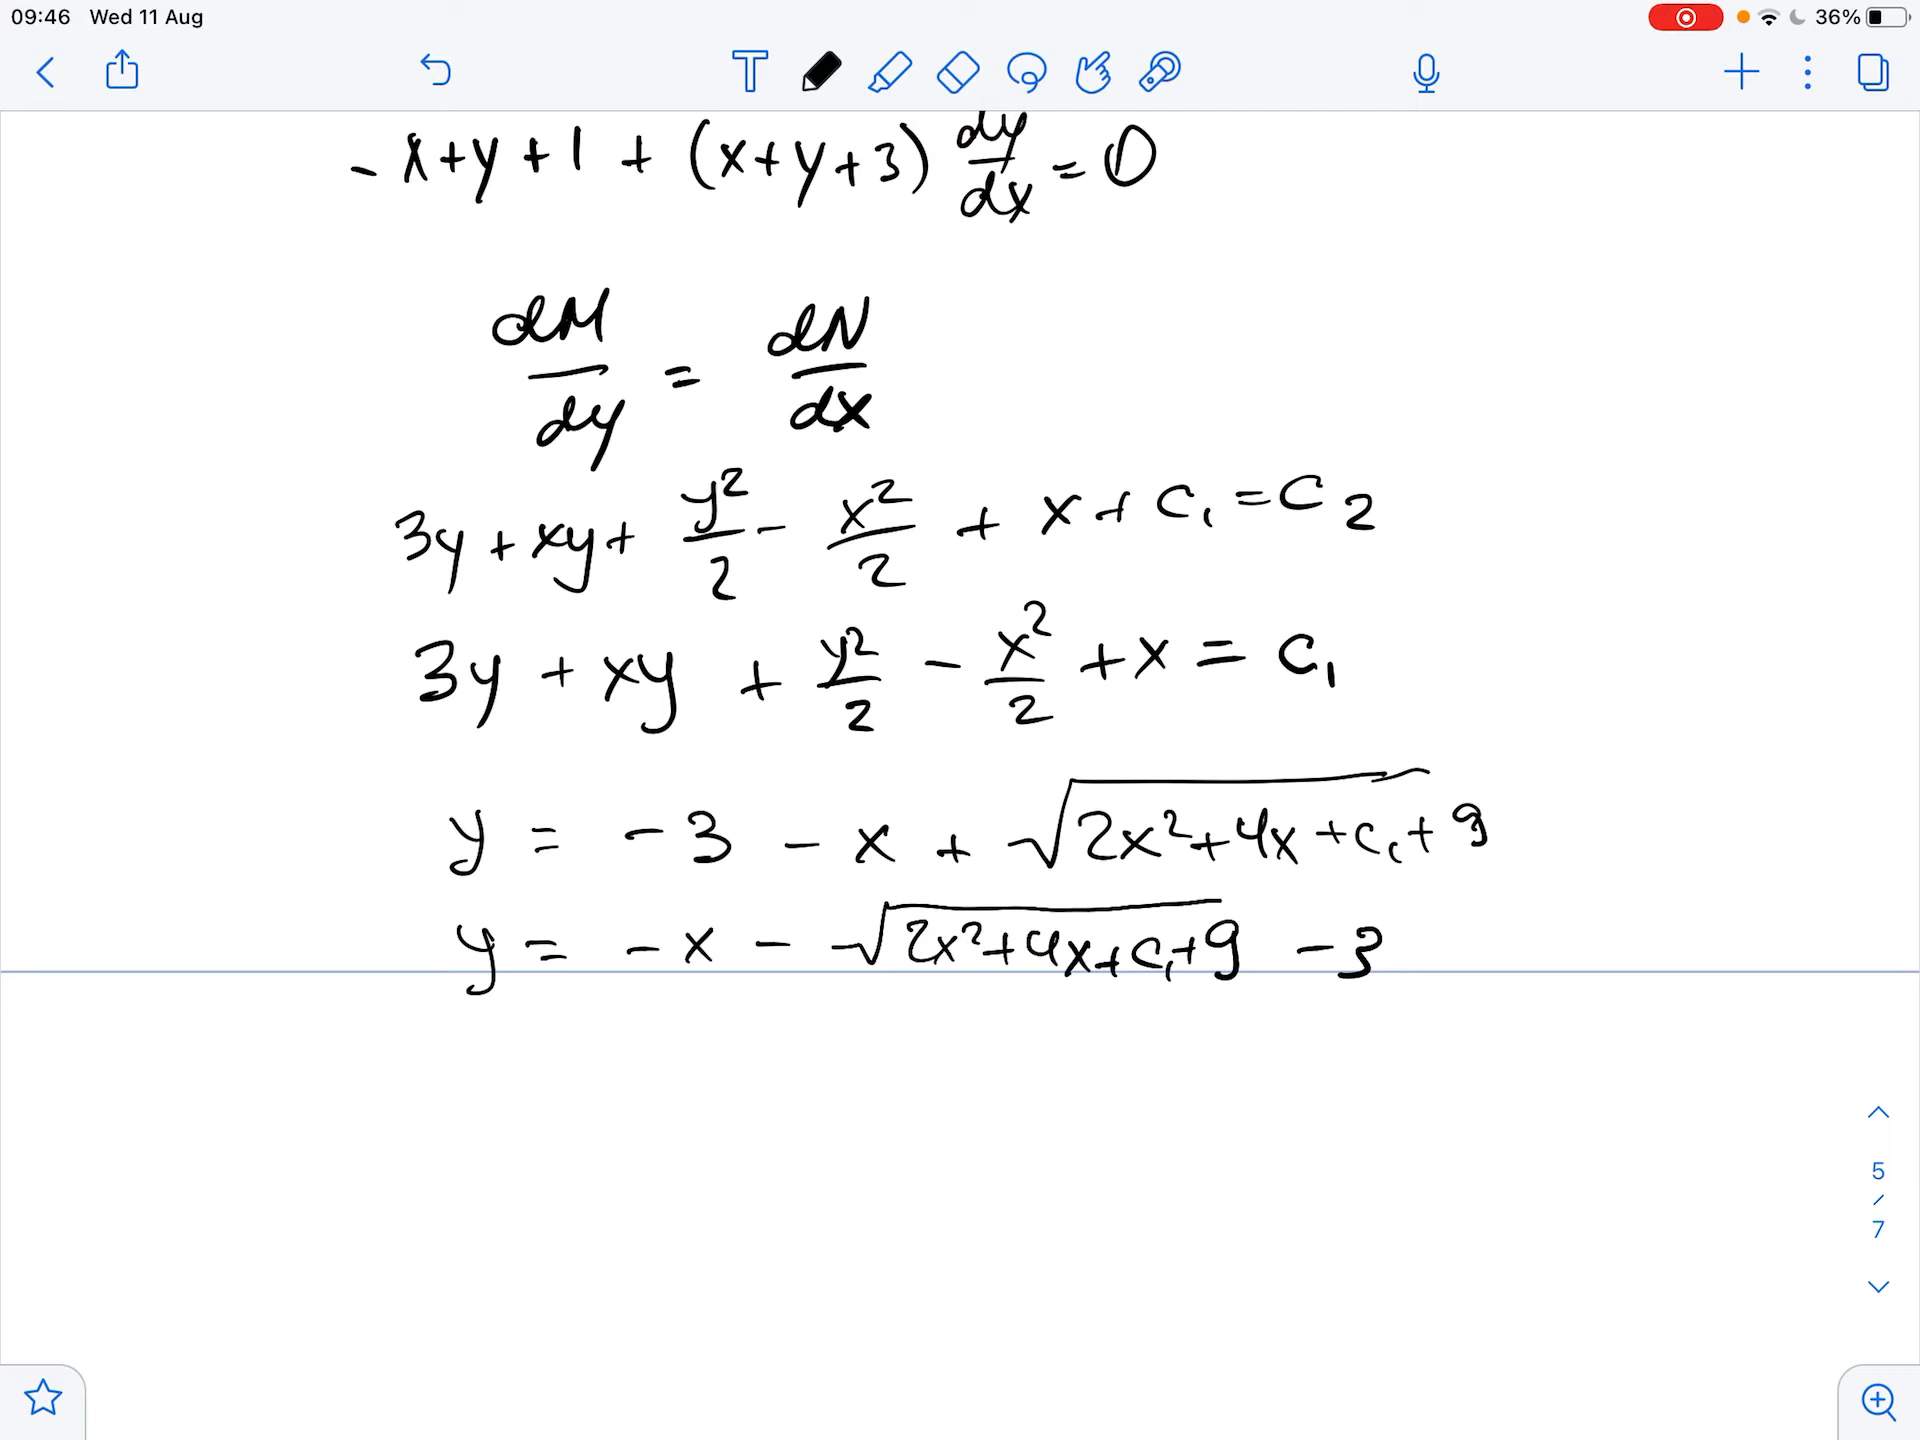 09:46 Wed 11 Aug 36%
T
- x+y+1 + (x+y+3) dy/dx = 0
dM/dy = dN/dx
3y + xy + y²/2 - x²/2 + x + c₁ = c₂
3y + xy + y²/2 - x²/2 + x = c₁
y = -3 - x + √(2x²+4x+c₁+9)
y = -x - √(2x²+4x+c₁+9) -3
5
/
7